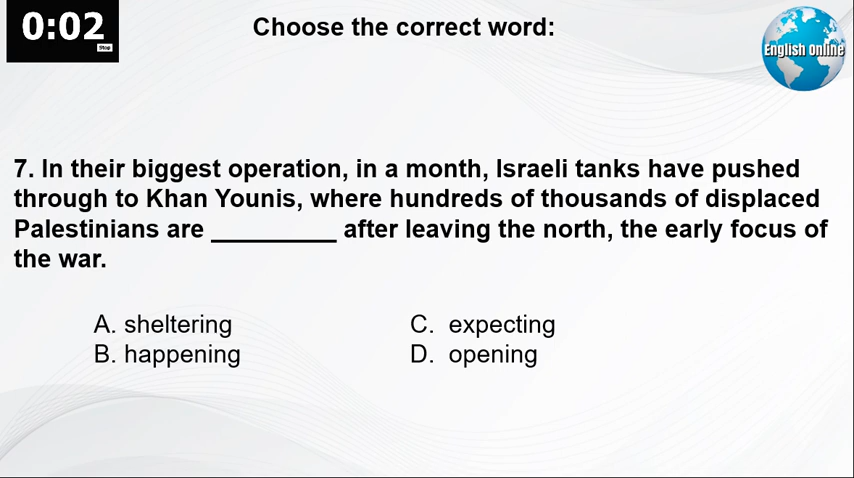 0:02
Stop
Choose the correct word:
English online
7. In their biggest operation, in a month, Israeli tanks have pushed
through to Khan Younis, where hundreds of thousands of displaced
Palestinians are _________ after leaving the north, the early focus of
the war.
A. sheltering
B. happening
C. expecting
D. opening